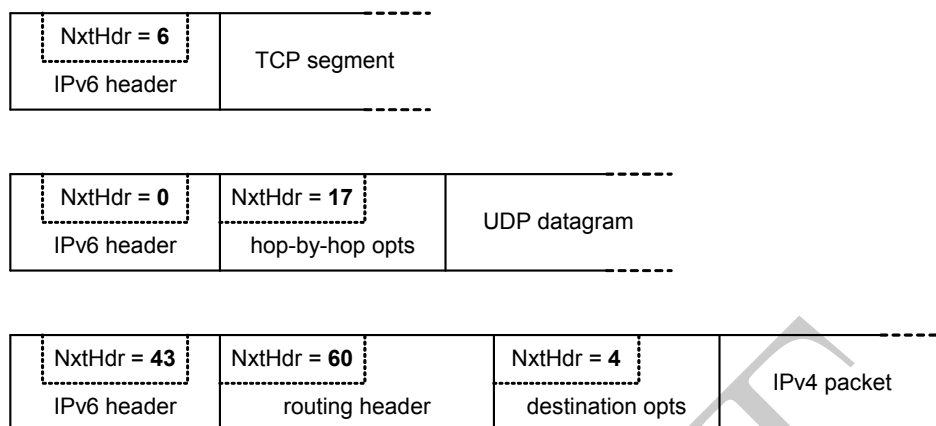 NxtHdr = 6
IPv6 header
TCP segment
NxtHdr = 0
IPv6 header
NxtHdr = 17
hop-by-hop opts
UDP datagram
NxtHdr = 43
IPv6 header
NxtHdr = 60
routing header
NxtHdr = 4
destination opts
IPv4 packet